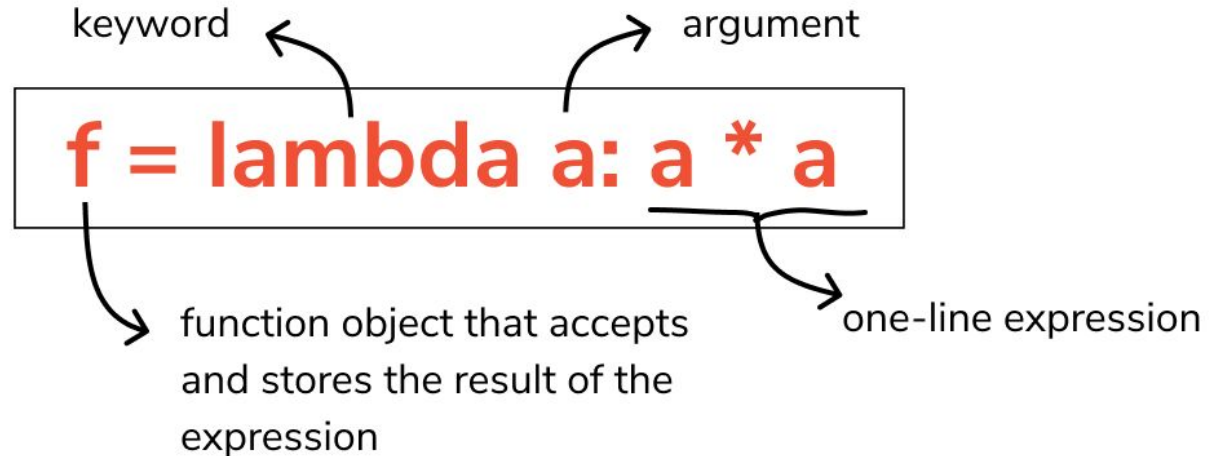 keyword
argument
f = lambda a: a * a
function object that accepts
and stores the result of the
expression
one-line expression